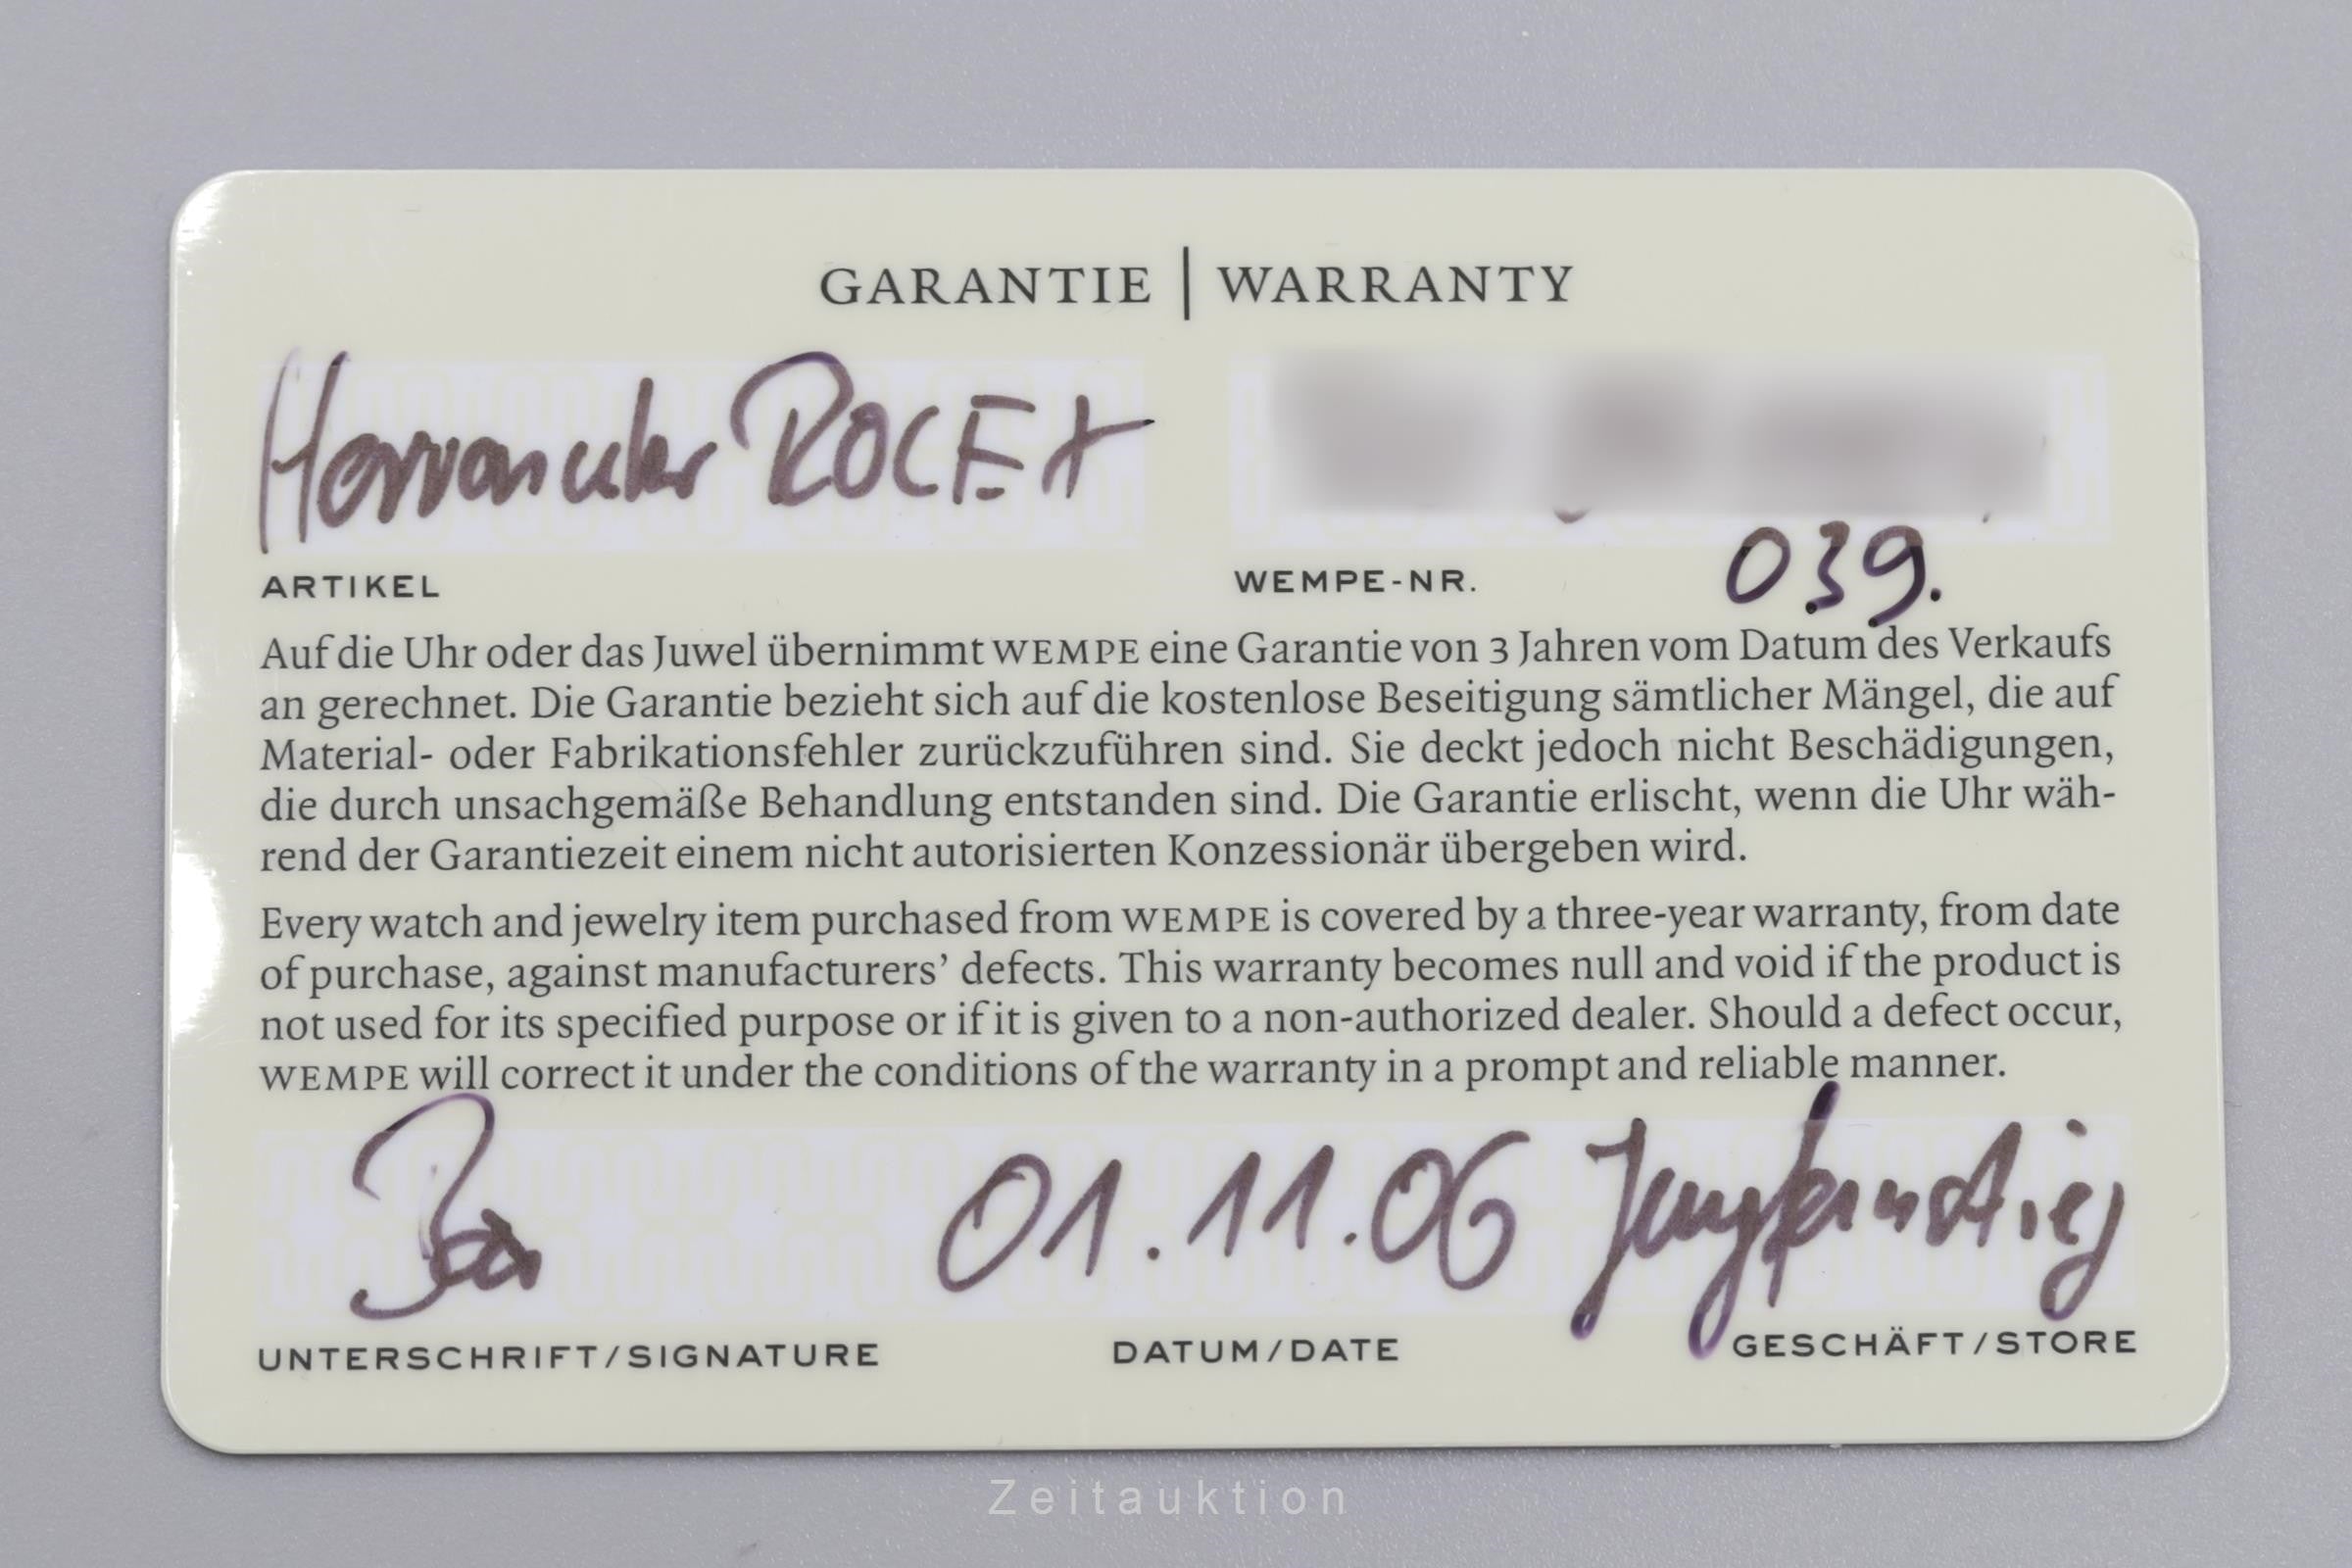 GARANTIE | WARRANTY
Herrenuhr ROLEX
039.
ARTIKEL WEMPE-NR.
Auf die Uhr oder das Juwel übernimmt WEMPE eine Garantie von 3 Jahren vom Datum des Verkaufs
an gerechnet. Die Garantie bezieht sich auf die kostenlose Beseitigung sämtlicher Mängel, die auf
Material- oder Fabrikationsfehler zurückzuführen sind. Sie deckt jedoch nicht Beschädigungen,
die durch unsachgemäße Behandlung entstanden sind. Die Garantie erlischt, wenn die Uhr wäh-
rend der Garantiezeit einem nicht autorisierten Konzessionär übergeben wird.
Every watch and jewelry item purchased from WEMPE is covered by a three-year warranty, from date
of purchase, against manufacturers’ defects. This warranty becomes null and void if the product is
not used for its specified purpose or if it is given to a non-authorized dealer. Should a defect occur,
WEMPE will correct it under the conditions of the warranty in a prompt and reliable manner.
01.11.06 Jungfernstieg
UNTERSCHRIFT/SIGNATURE DATUM/DATE GESCHÄFT/STORE
Zeitauktion